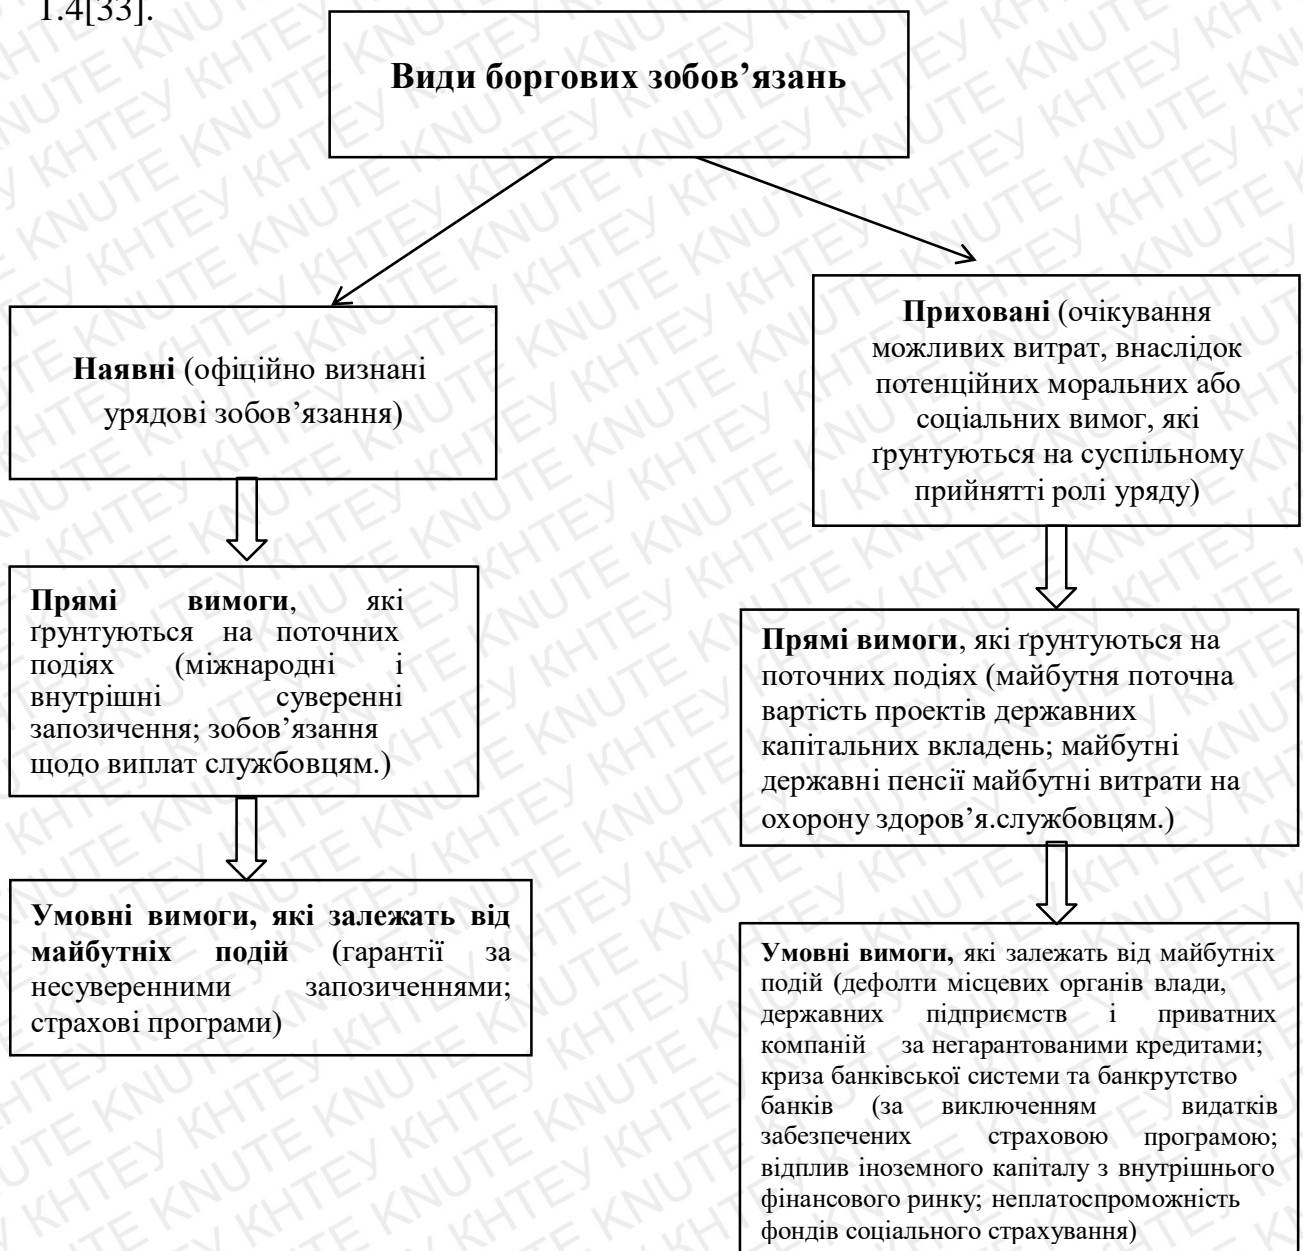 1.4[33].
Види боргових зобов’язань
Наявні (офіційно визнані
урядові зобов’язання)
Приховані (очікування
можливих витрат, внаслідок
потенційних моральних або
соціальних вимог, які
ґрунтуються на суспільному
прийнятті ролі уряду)
Прямі вимоги, які
ґрунтуються на поточних
подіях (міжнародні і
внутрішні суверенні
запозичення; зобов’язання
щодо виплат службовцям.)
Прямі вимоги, які ґрунтуються на
поточних подіях (майбутня поточна
вартість проектів державних
капітальних вкладень; майбутні
державні пенсії майбутні витрати на
охорону здоров’я.службовцям.)
Умовні вимоги, які залежать від
майбутніх подій (гарантії за
несуверенними запозиченнями;
страхові програми)
Умовні вимоги, які залежать від майбутніх
подій (дефолти місцевих органів влади,
державних підприємств і приватних
компаній за негарантованими кредитами;
криза банківської системи та банкрутство
банків (за виключенням видатків
забезпечених страховою програмою;
відплив іноземного капіталу з внутрішнього
фінансового ринку; неплатоспроможність
фондів соціального страхування)